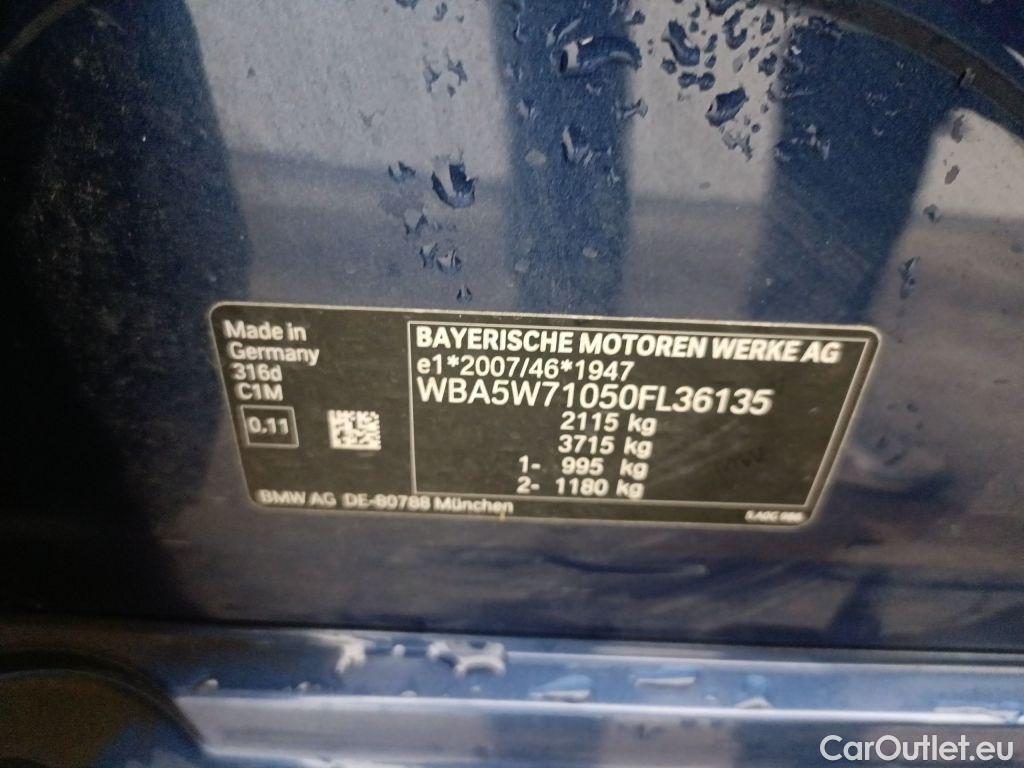 Made in
Germany
316d
C1M
0.11
BAYERISCHE MOTOREN WERKE AG
e1*2007/46*1947
WBA5W71050FL36135
2115 kg
3715 kg
1- 995 kg
2- 1180 kg
BMW AG DE-80788 München
CarOutlet.eu